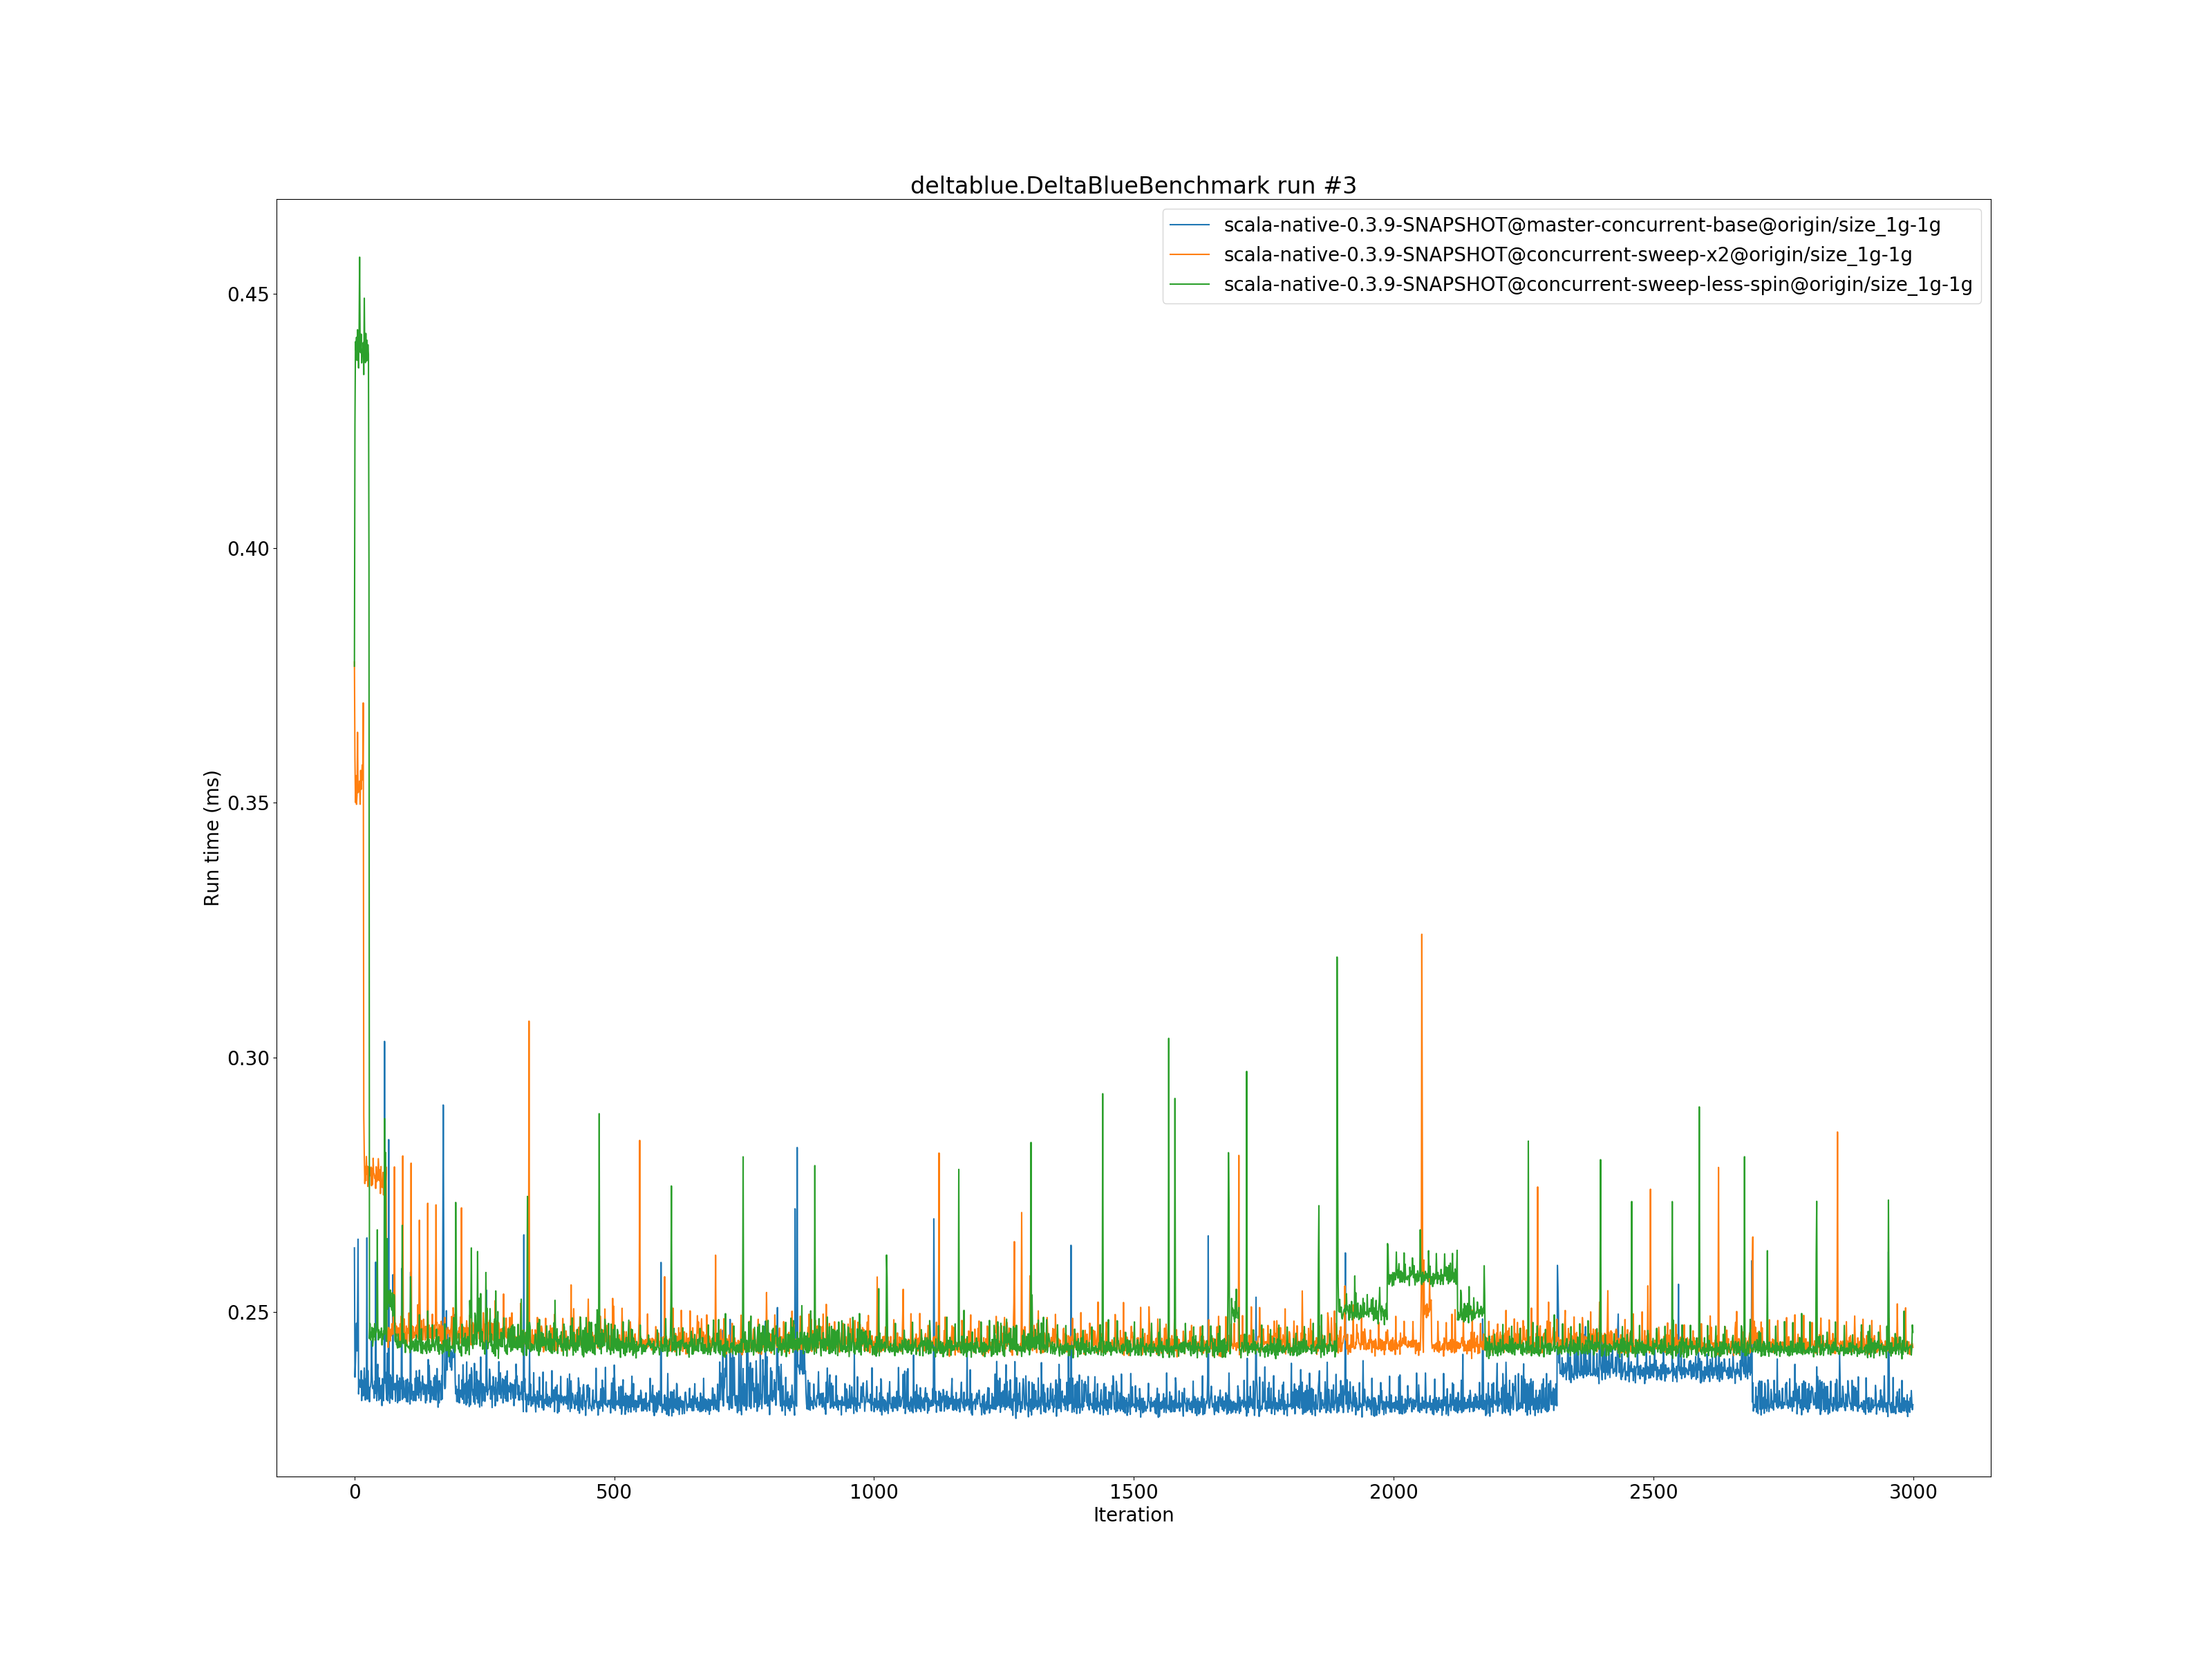 deltablue.DeltaBlueBenchmark run #3
scala-native-0.3.9-SNAPSHOT@master-concurrent-base@origin/size_1g-1g
scala-native-0.3.9-SNAPSHOT@concurrent-sweep-x2@origin/size_1g-1g
scala-native-0.3.9-SNAPSHOT@concurrent-sweep-less-spin@origin/size_1g-1g
0.45
0.40
0.35
0.30
0.25
Run time (ms)
0 500 1000 1500 2000 2500 3000
Iteration